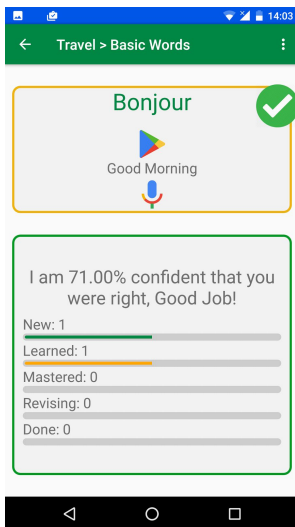 14:03
Travel > Basic Words
Bonjour
Good Morning
I am 71.00% confident that you
were right, Good Job!
New: 1
Learned: 1
Mastered: 0
Revising: 0
Done: 0